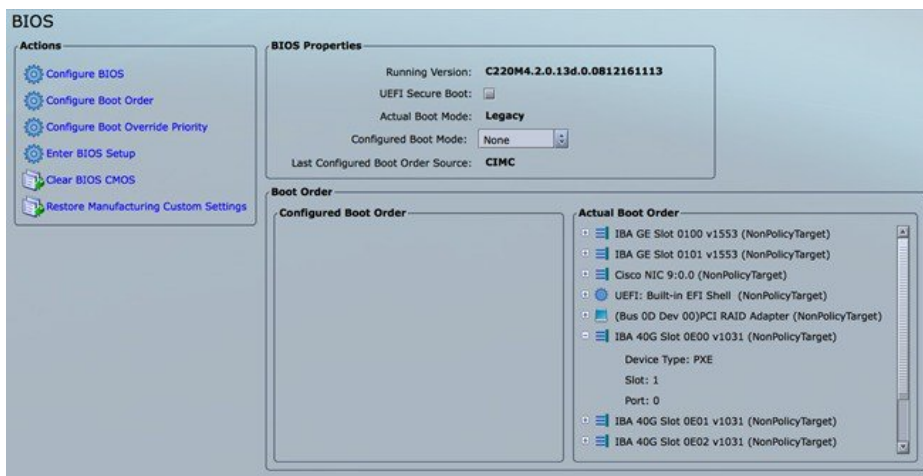 BIOS
Actions
Configure BIOS
Configure Boot Order
Configure Boot Override Priority
Enter BIOS Setup
Clear BIOS CMOS
Restore Manufacturing Custom Settings
BIOS Properties
Running Version: C220M4.2.0.13d.0.0812161113
UEFI Secure Boot:
Actual Boot Mode: Legacy
Configured Boot Mode: None
Last Configured Boot Order Source: CIMC
Boot Order
Configured Boot Order
Actual Boot Order
IBA GE Slot 0100 v1553 (NonPolicyTarget)
IBA GE Slot 0101 v1553 (NonPolicyTarget)
Cisco NIC 9:0.0 (NonPolicyTarget)
UEFI: Built-in EFI Shell (NonPolicyTarget)
(Bus 0D Dev 00)PCI RAID Adapter (NonPolicyTarget)
IBA 40G Slot 0E00 v1031 (NonPolicyTarget)
Device Type: PXE
Slot: 1
Port: 0
IBA 40G Slot 0E01 v1031 (NonPolicyTarget)
IBA 40G Slot 0E02 v1031 (NonPolicyTarget)